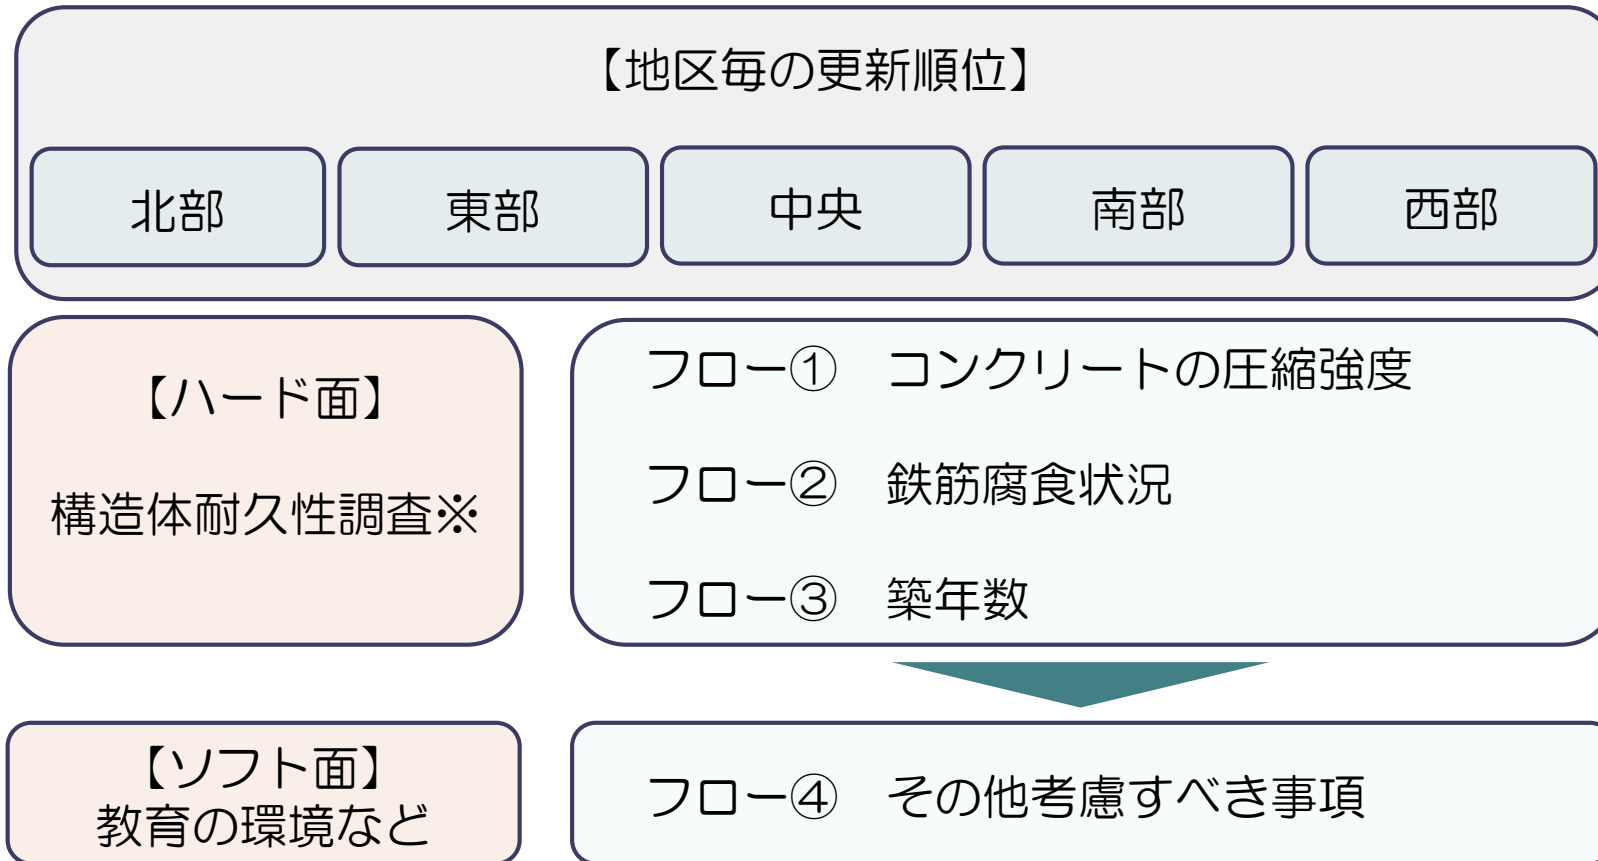 【地区毎の更新順位】
北部 東部 中央 南部 西部
【ハード面】
構造体耐久性調査※
フロー① コンクリートの圧縮強度
フロー② 鉄筋腐食状況
フロー③ 築年数
【ソフト面】
教育の環境など
フロー④ その他考慮すべき事項